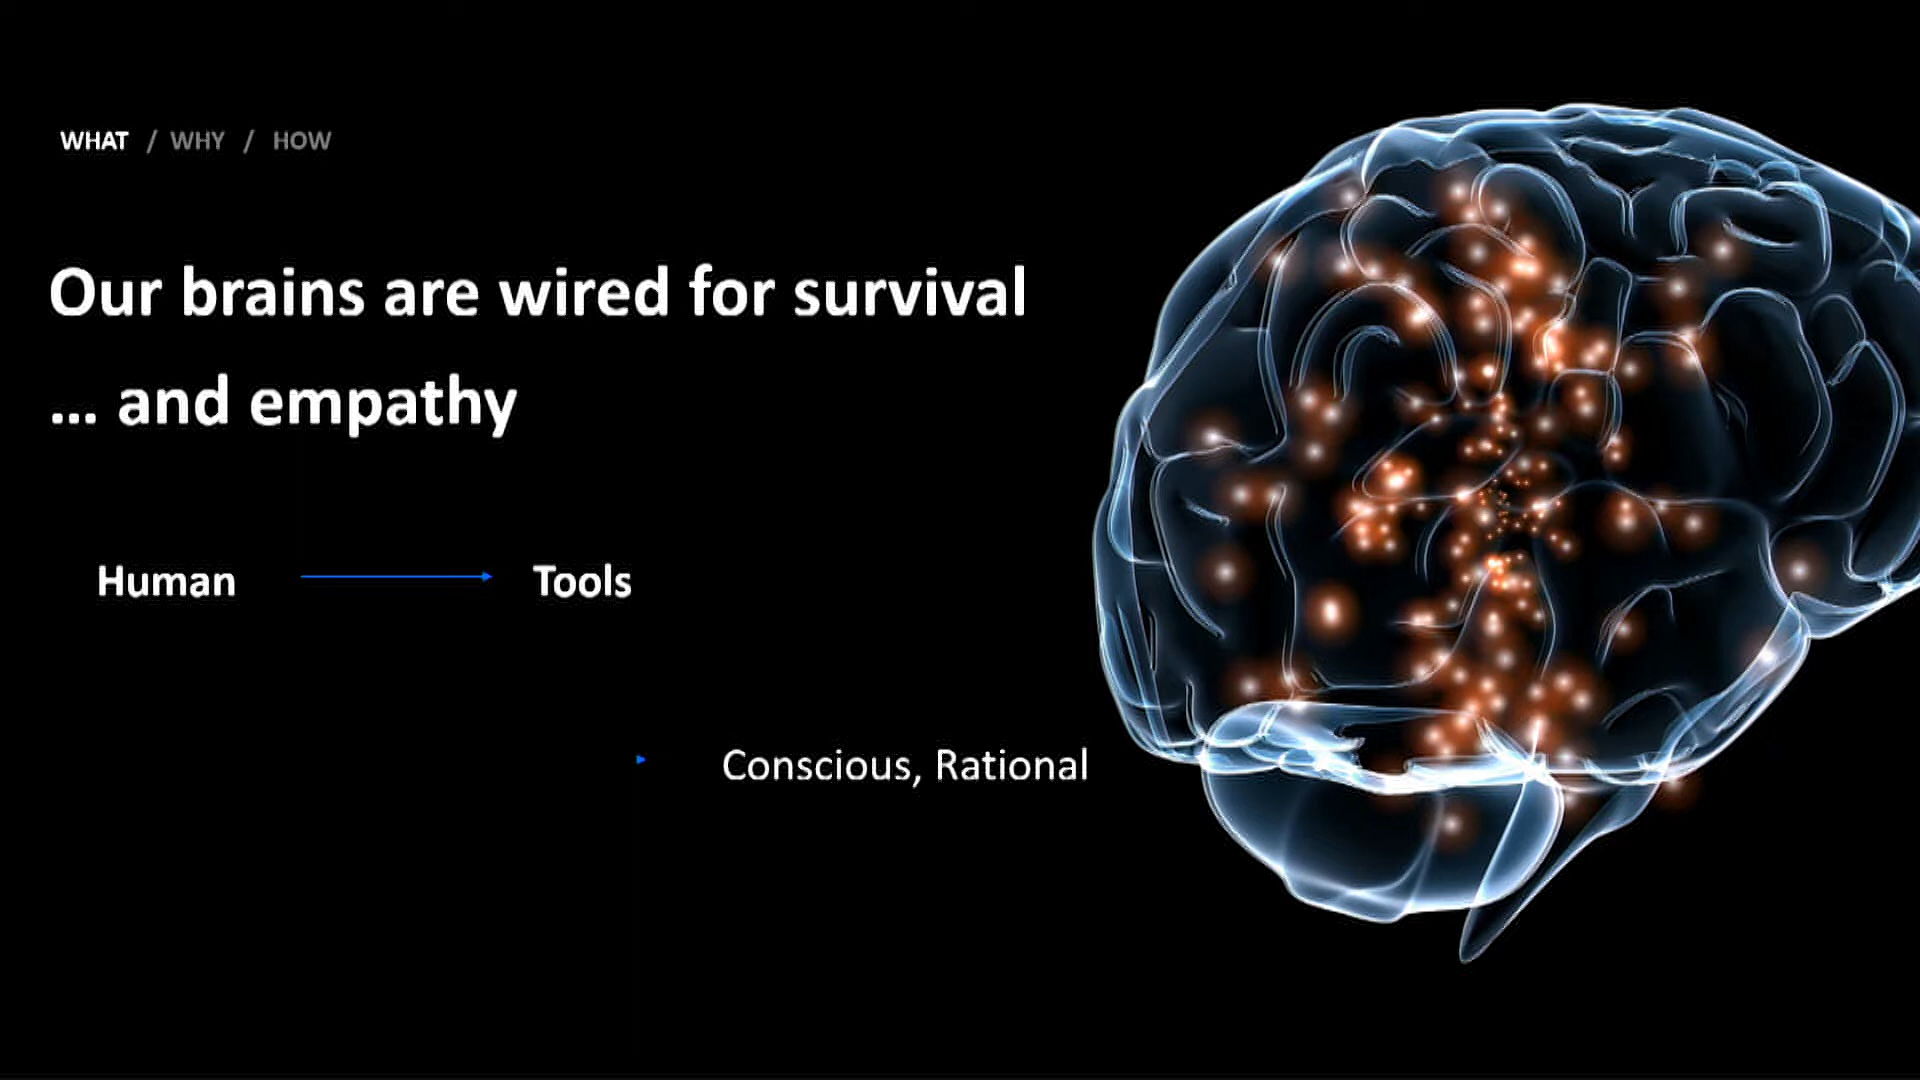 WHAT / WHY / HOW
Our brains are wired for survival
... and empathy
Human Tools
Conscious, Rational